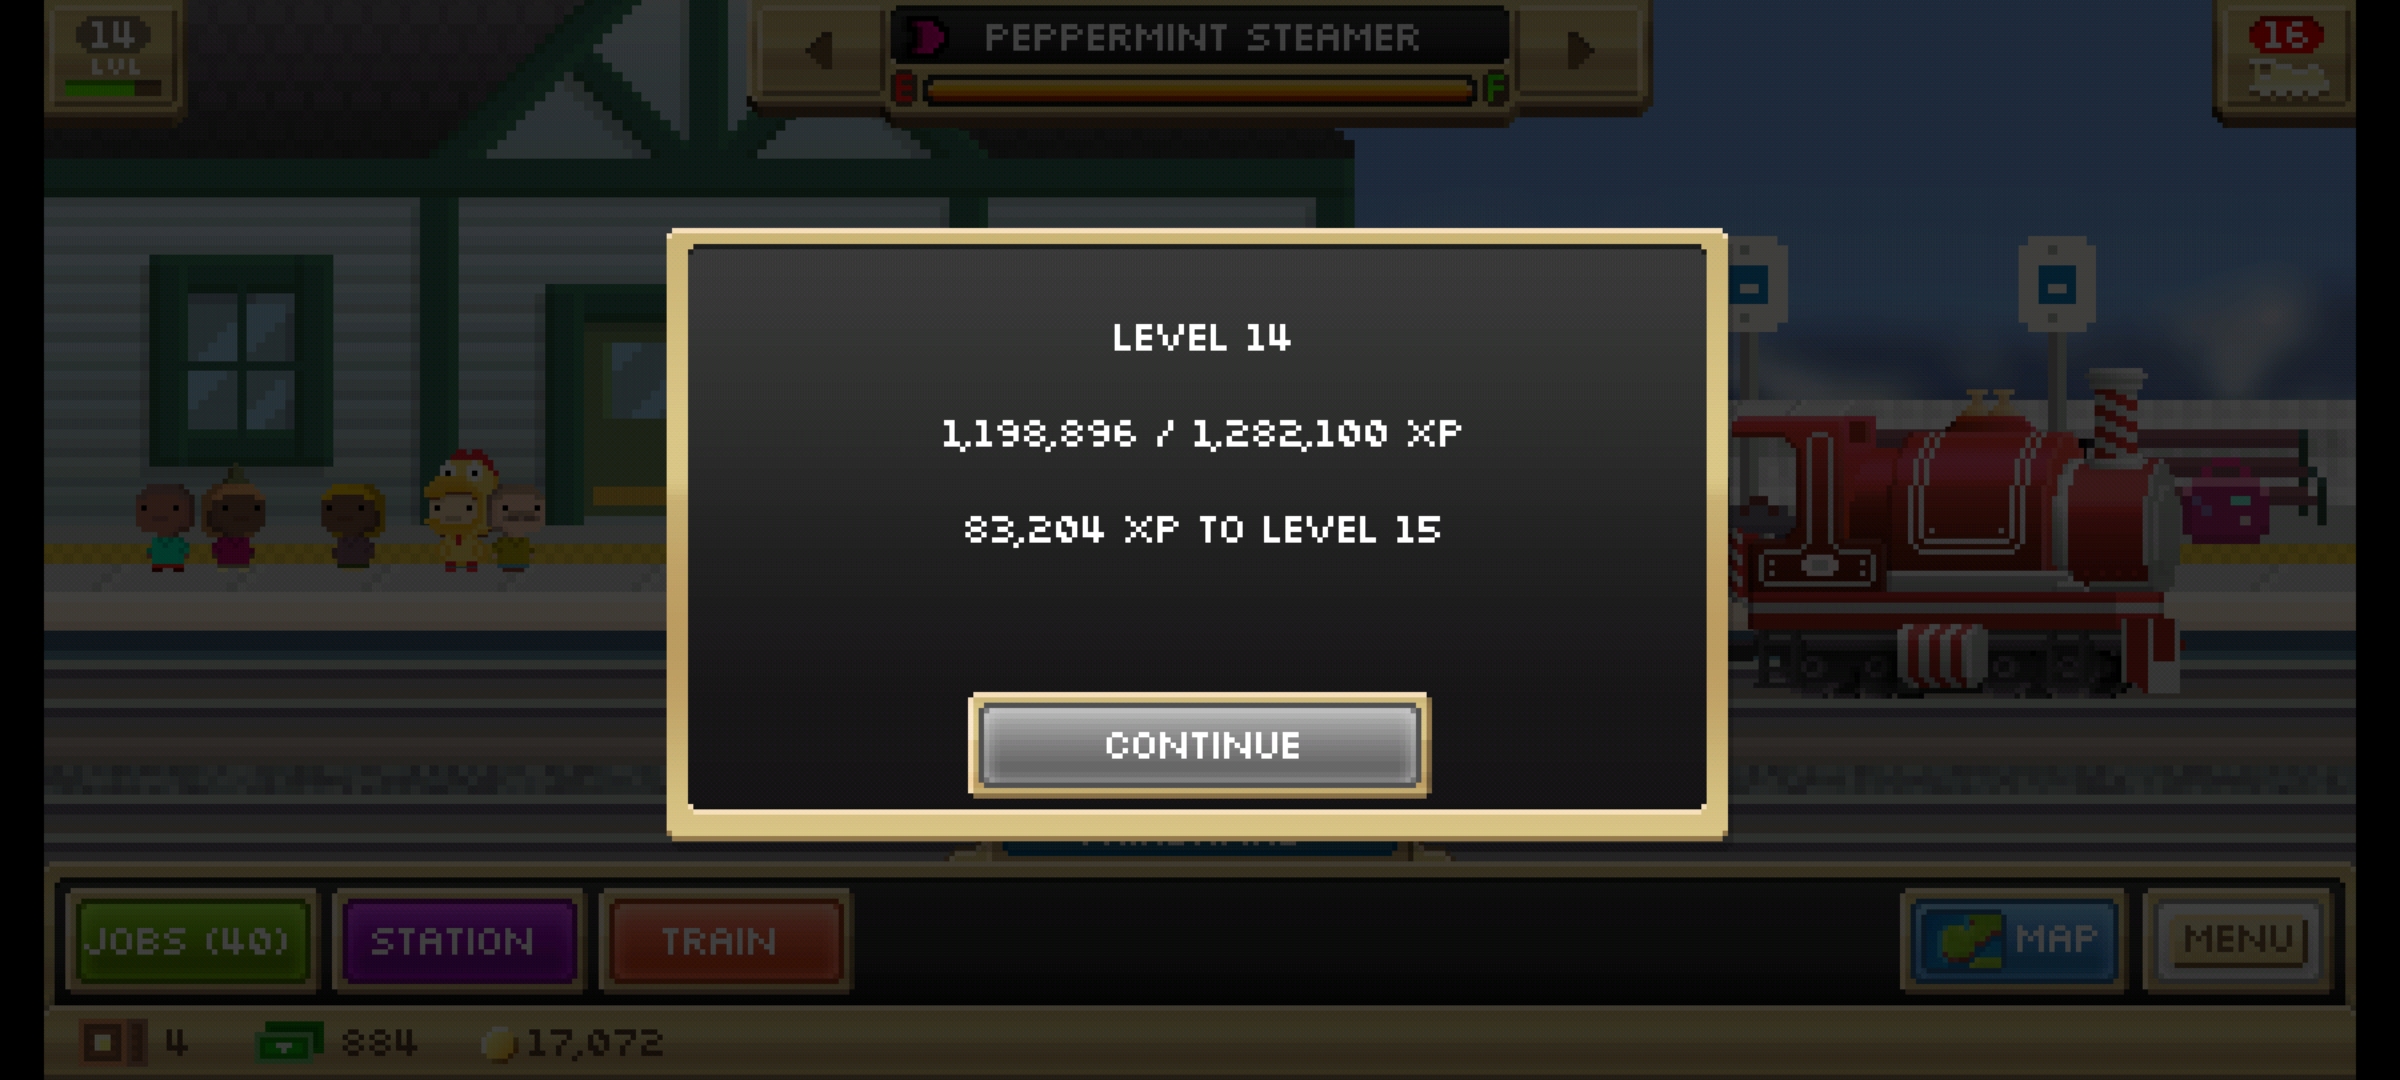 14
LVL
PEPPERMINT STEAMER
E
F
16
LEVEL 14
1,198,896 / 1,282,100 XP
83,204 XP TO LEVEL 15
CONTINUE
JOBS (40)
STATION
TRAIN
MAP
MENU
4
884
17,072